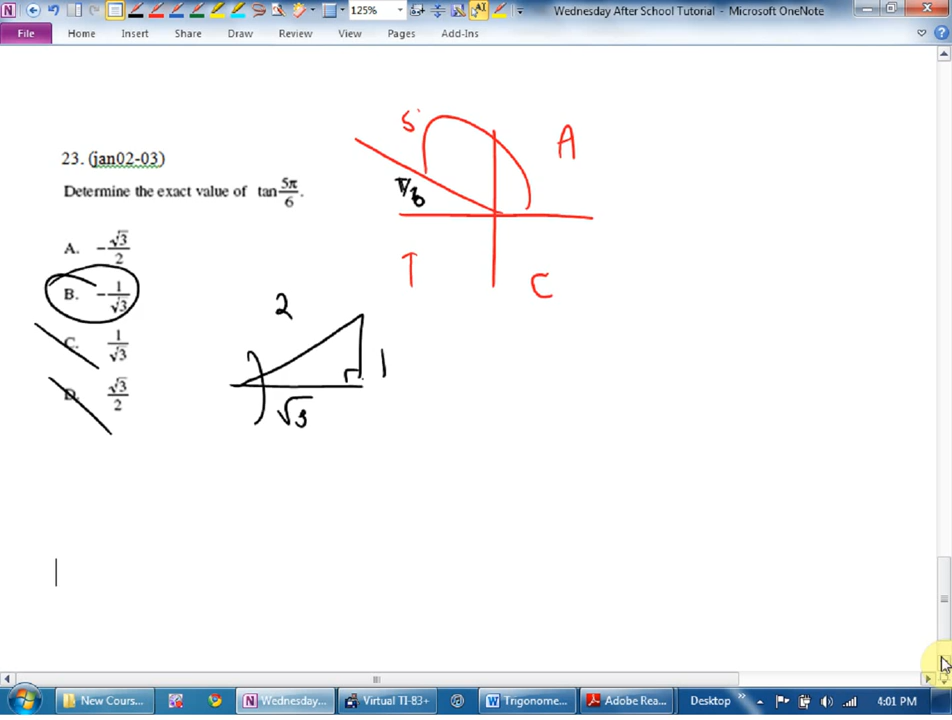 125%
Wednesday After School Tutorial - Microsoft OneNote
File Home Insert Share Draw Review View Pages Add-Ins
S
A
23. (jan02-03)
Determine the exact value of tan 5π/6.
π/6
A. -√3/2
T
C
B. -1/√3
2
C. 1/√3
1
D. √3/2
√3
New Cours... Wednesday... Virtual TI-83+ Trigonome... Adobe Rea... Desktop 4:01 PM